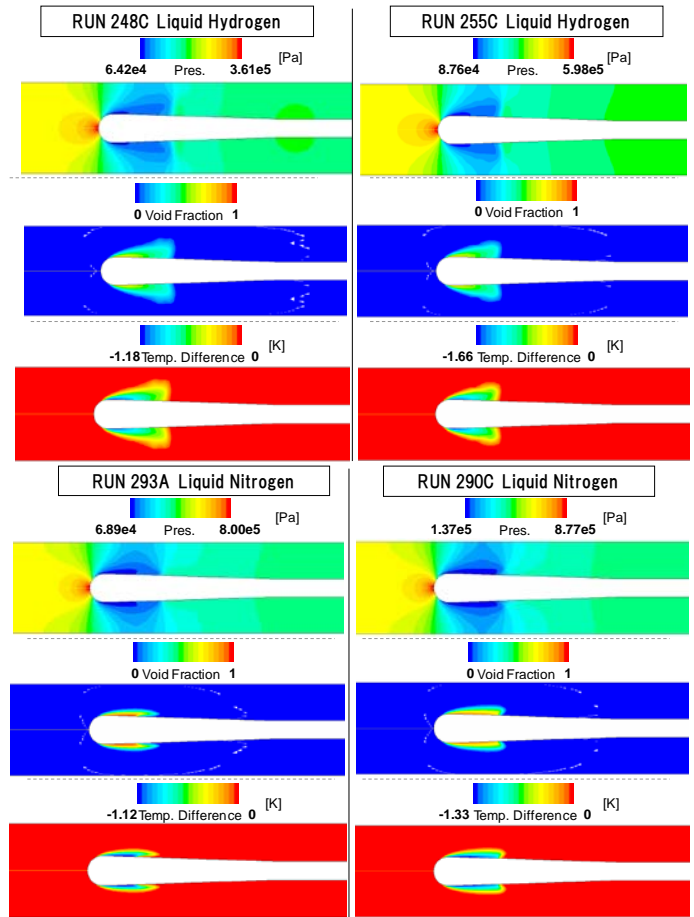 RUN 248C Liquid Hydrogen
[Pa]
6.42e4 Pres. 3.61e5
0 Void Fraction 1
[K]
-1.18 Temp. Difference 0
RUN 255C Liquid Hydrogen
[Pa]
8.76e4 Pres. 5.98e5
0 Void Fraction 1
[K]
-1.66 Temp. Difference 0
RUN 293A Liquid Nitrogen
[Pa]
6.89e4 Pres. 8.00e5
0 Void Fraction 1
[K]
-1.12 Temp. Difference 0
RUN 290C Liquid Nitrogen
[Pa]
1.37e5 Pres. 8.77e5
0 Void Fraction 1
[K]
-1.33 Temp. Difference 0